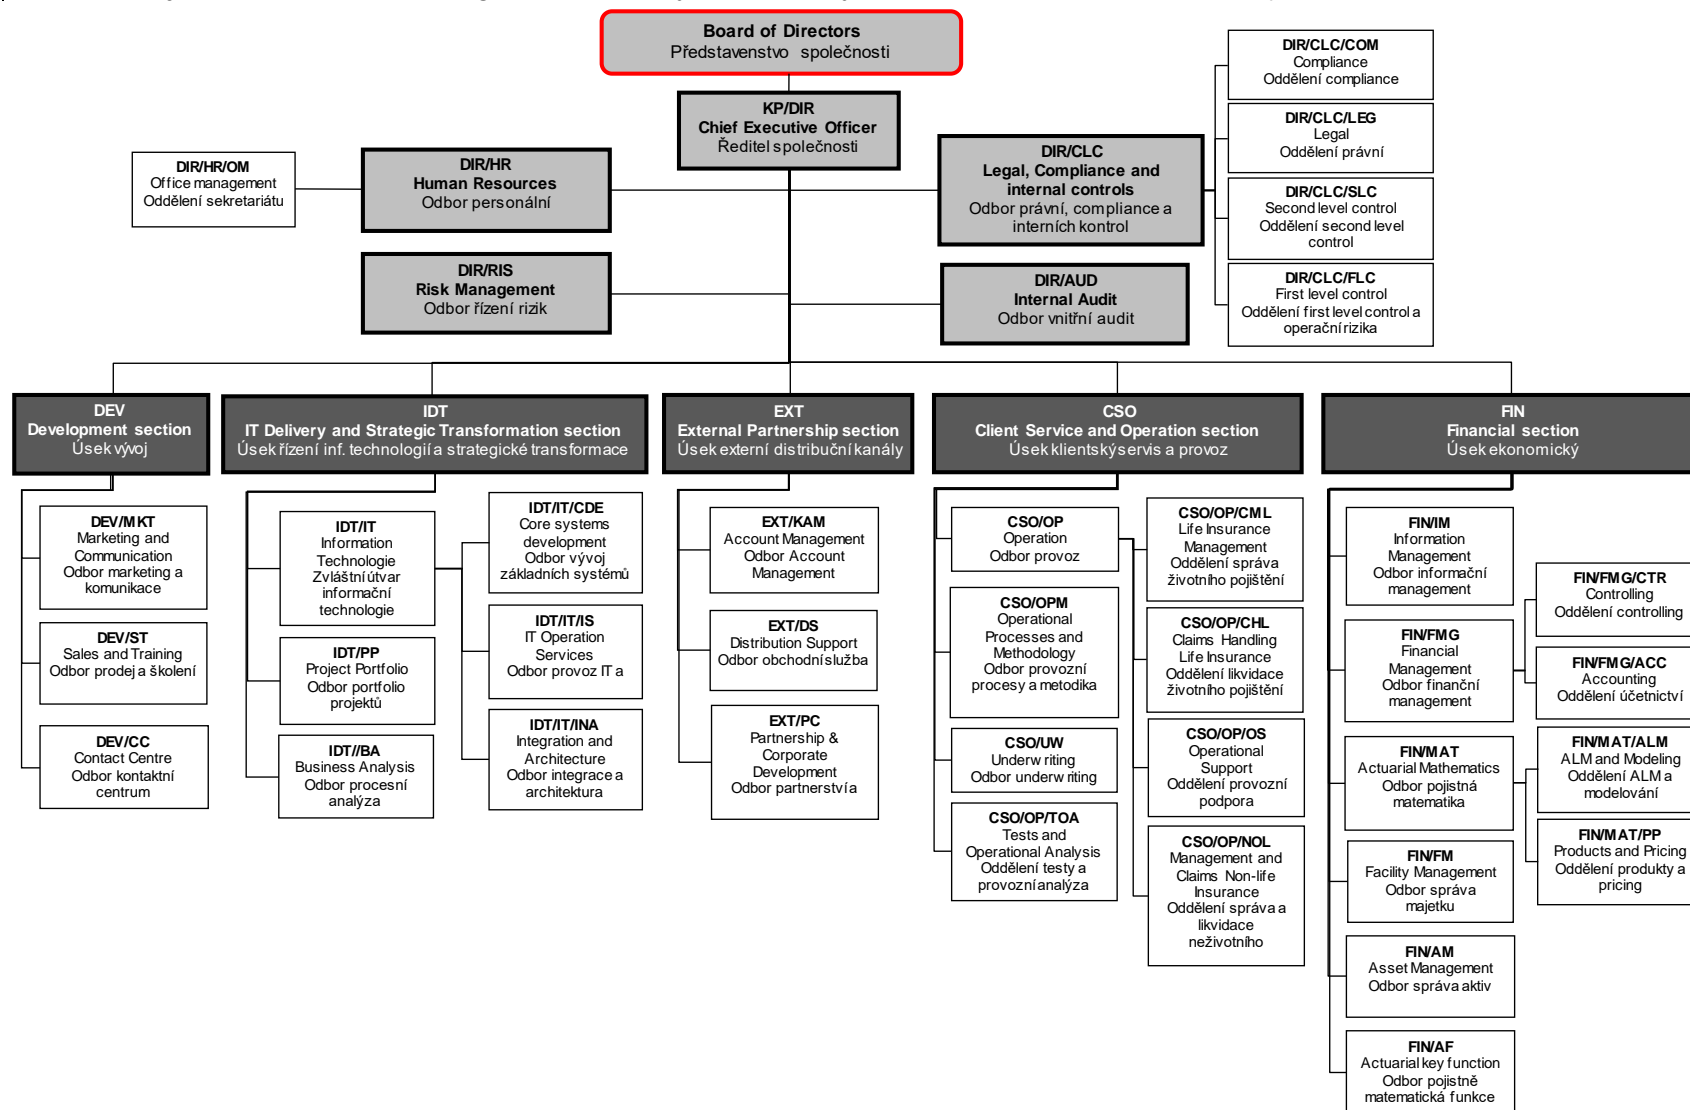 Board of Directors
Představenstvo společnosti
KP/DIR
Chief Executive Officer
Ředitel společnosti
DIR/HR/OM
Office management
Oddělení sekretariátu
DIR/HR
Human Resources
Odbor personální
DIR/CLC
Legal, Compliance and
internal controls
Odbor právní, compliance a
interních kontrol
DIR/CLC/COM
Compliance
Oddělení compliance
DIR/CLC/LEG
Legal
Oddělení právní
DIR/CLC/SLC
Second level control
Oddělení second level
control
DIR/CLC/FLC
First level control
Oddělení first level control a
operační rizika
DIR/RIS
Risk Management
Odbor řízení rizik
DIR/AUD
Internal Audit
Odbor vnitřní audit
DEV
Development section
Úsek vývoj
IDT
IT Delivery and Strategic Transformation section
Úsek řízení inf. technologií a strategické transformace
EXT
External Partnership section
Úsek externí distribuční kanály
CSO
Client Service and Operation section
Úsek klientský servis a provoz
FIN
Financial section
Úsek ekonomický
DEV/MKT
Marketing and
Communication
Odbor marketing a
komunikace
DEV/ST
Sales and Training
Odbor prodej a školení
DEV/CC
Contact Centre
Odbor kontaktní
centrum
IDT/IT
Information
Technologie
Zvláštní útvar
informační
technologie
IDT/PP
Project Portfolio
Odbor portfolio
projektů
IDT//BA
Business Analysis
Odbor procesní
analýza
IDT/IT/CDE
Core systems
development
Odbor vývoj
základních systémů
IDT/IT/IS
IT Operation
Services
Odbor provoz IT a
IDT/IT/INA
Integration and
Architecture
Odbor integrace a
architektura
EXT/KAM
Account Management
Odbor Account
Management
EXT/DS
Distribution Support
Odbor obchodní služba
EXT/PC
Partnership &
Corporate
Development
Odbor partnerství a
CSO/OP
Operation
Odbor provoz
CSO/OPM
Operational
Processes and
Methodology
Odbor provozní
procesy a metodika
CSO/UW
Underwriting
Odbor underwriting
CSO/OP/TOA
Tests and
Operational Analysis
Oddělení testy a
provozní analýza
CSO/OP/CML
Life Insurance
Management
Oddělení správa
životního pojištění
CSO/OP/CHL
Claims Handling
Life Insurance
Oddělení likvidace
životního pojištění
CSO/OP/OS
Operational
Support
Oddělení provozní
podpora
CSO/OP/NOL
Management and
Claims Non-life
Insurance
Oddělení správa a
likvidace
neživotního
FIN/IM
Information
Management
Odbor informační
management
FIN/FMG
Financial
Management
Odbor finanční
management
FIN/MAT
Actuarial Mathematics
Odbor pojistná
matematika
FIN/FM
Facility Management
Odbor správa
majetku
FIN/AM
Asset Management
Odbor správa aktiv
FIN/AF
Actuarial key function
Odbor pojistně
matematická funkce
FIN/FMG/CTR
Controlling
Oddělení controlling
FIN/FMG/ACC
Accounting
Oddělení účetnictví
FIN/MAT/ALM
ALM and Modeling
Oddělení ALM a
modelování
FIN/MAT/PP
Products and Pricing
Oddělení produkty a
pricing